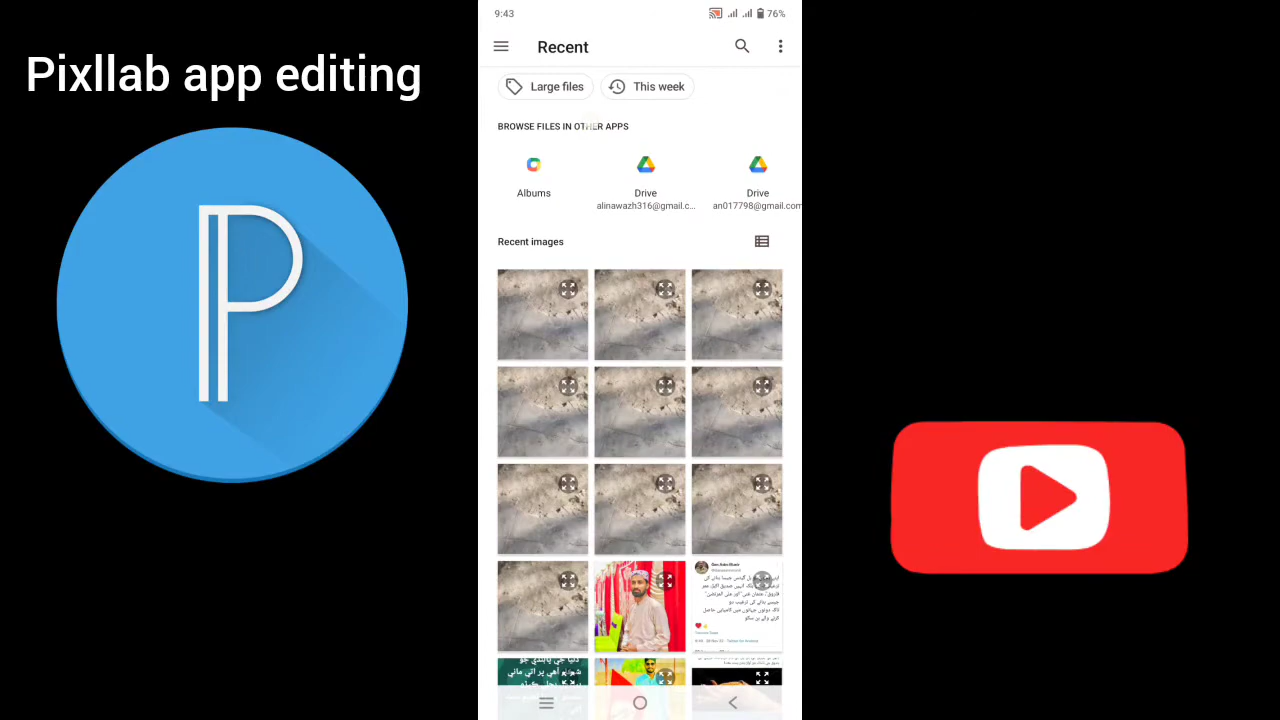 Pixllab app editing
9:43
76%
Recent
Large files
This week
BROWSE FILES IN OTHER APPS
Albums
Drive
Drive
alinawazh316@gmail.c...
an017798@gmail.com
Recent images